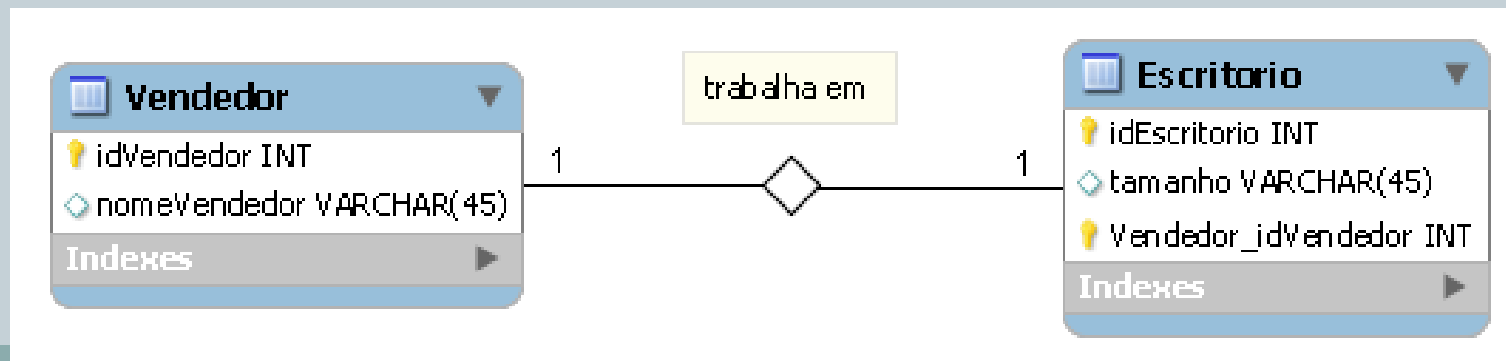 Vendedor
idVendedor INT
nomeVendedor VARCHAR(45)
Indexes
1
trabalha em
1
Escritorio
idEscritorio INT
tamanho VARCHAR(45)
Vendedor_idVendedor INT
Indexes